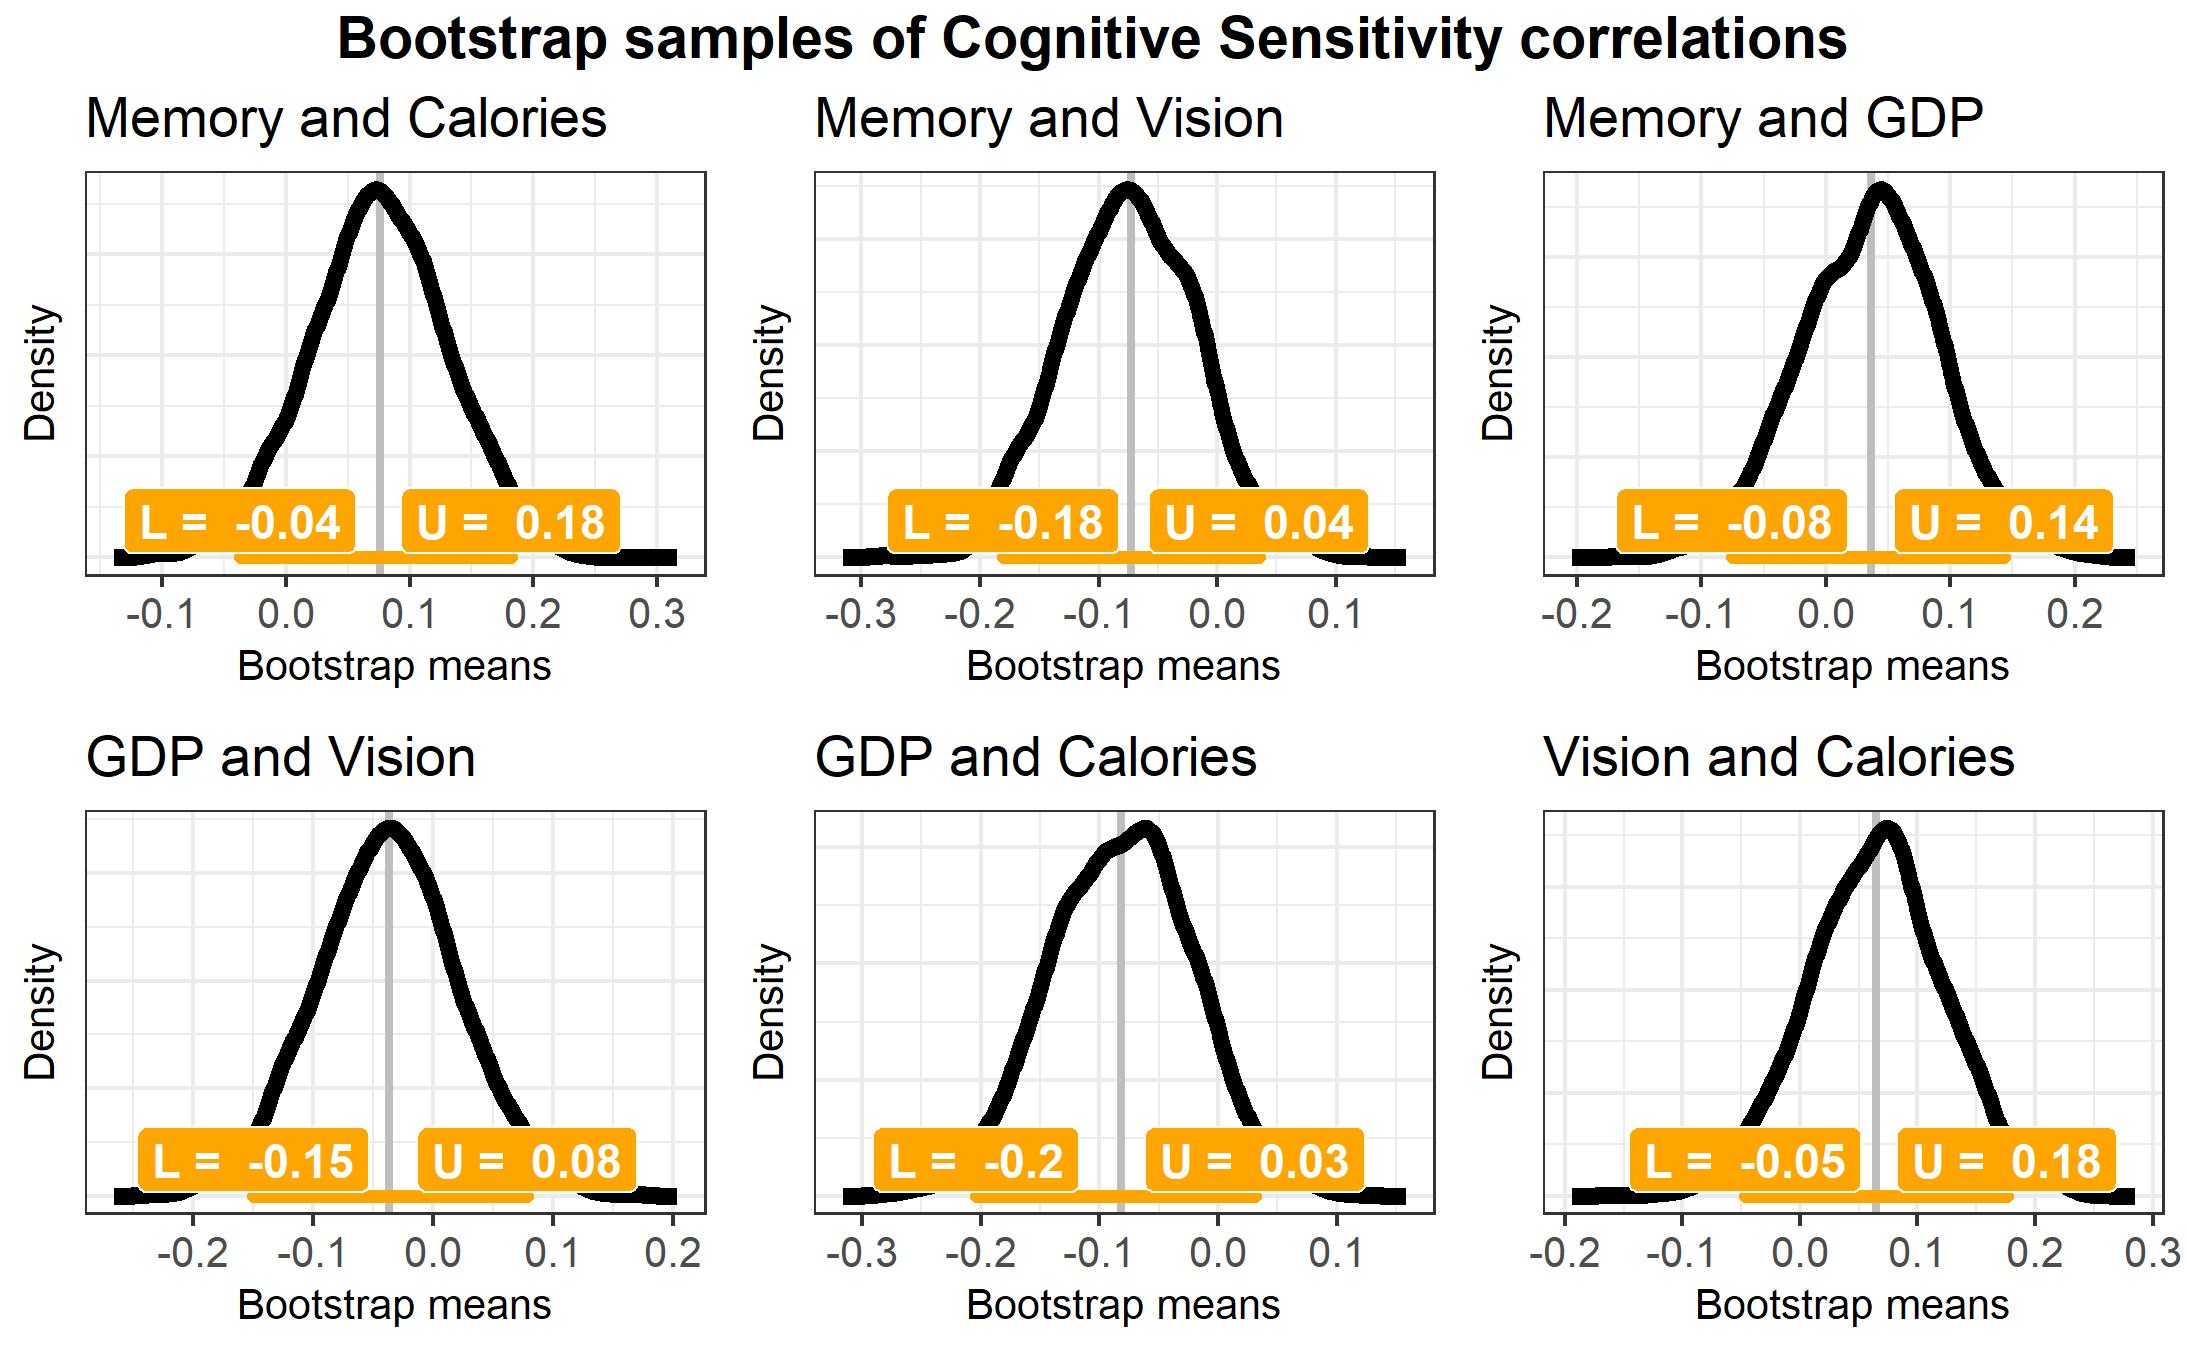 Bootstrap samples of Cognitive Sensitivity correlations
Memory and Calories
Density
L = -0.04
U = 0.18
-0.1 0.0 0.1 0.2 0.3
Bootstrap means
Memory and Vision
Density
L = -0.18
U = 0.04
-0.3 -0.2 -0.1 0.0 0.1
Bootstrap means
Memory and GDP
Density
L = -0.08
U = 0.14
-0.2 -0.1 0.0 0.1 0.2
Bootstrap means
GDP and Vision
Density
L = -0.15
U = 0.08
-0.2 -0.1 0.0 0.1 0.2
Bootstrap means
GDP and Calories
Density
L = -0.2
U = 0.03
-0.3 -0.2 -0.1 0.0 0.1
Bootstrap means
Vision and Calories
Density
L = -0.05
U = 0.18
-0.2 -0.1 0.0 0.1 0.2 0.3
Bootstrap means